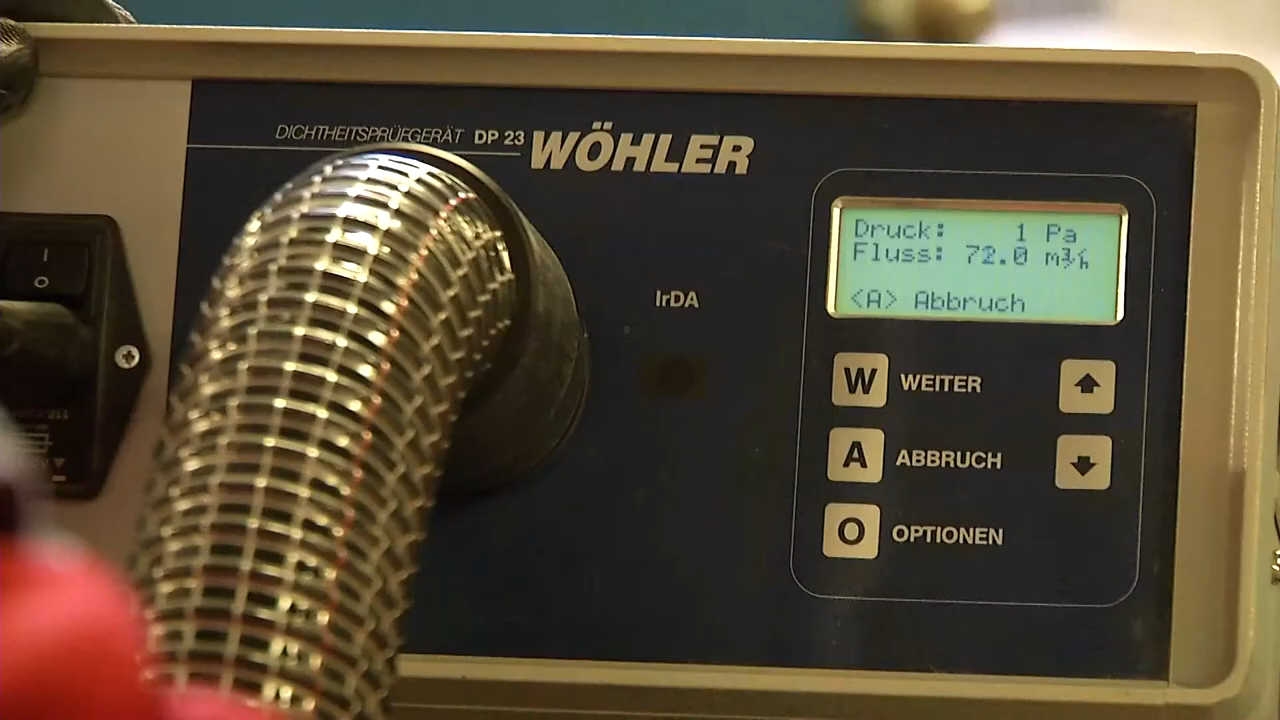 DICHTHEITSPRÜFGERÄT DP 23 WÖHLER
Druck: 1 Pa
Fluss: 72.0 m³/h
<A> Abbruch
IrDA
W WEITER
A ABBRUCH
O OPTIONEN